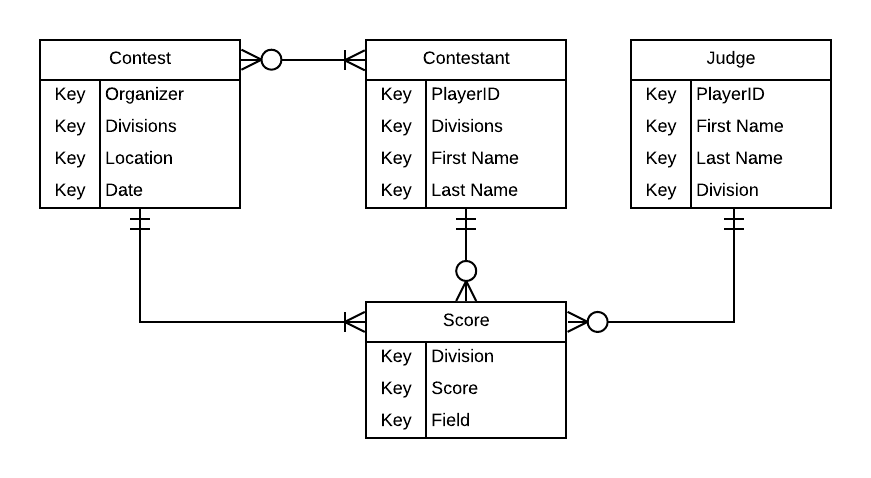 Contest
Key Organizer
Key Divisions
Key Location
Key Date
Contestant
Key PlayerID
Key Divisions
Key First Name
Key Last Name
Judge
Key PlayerID
Key First Name
Key Last Name
Key Division
Score
Key Division
Key Score
Key Field